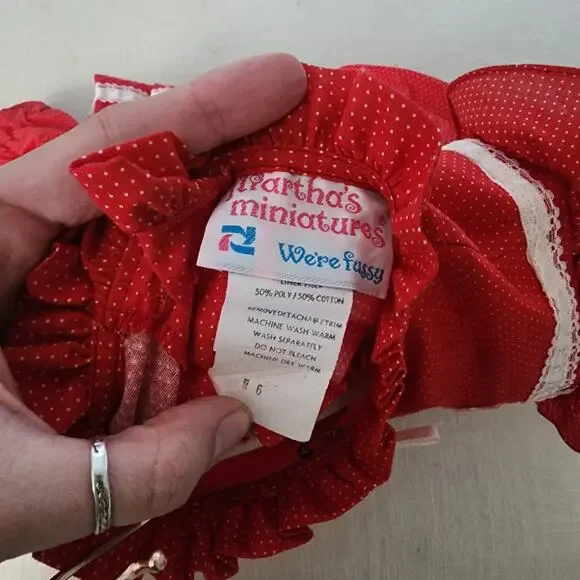 Martha's
miniatures
We're fussy
50% POLY / 50% COTTON
REMOVE DETACHABLE TRIM
MACHINE WASH WARM
WASH SEPARATELY
DO NOT BLEACH
MACHINE DRY WARM
6